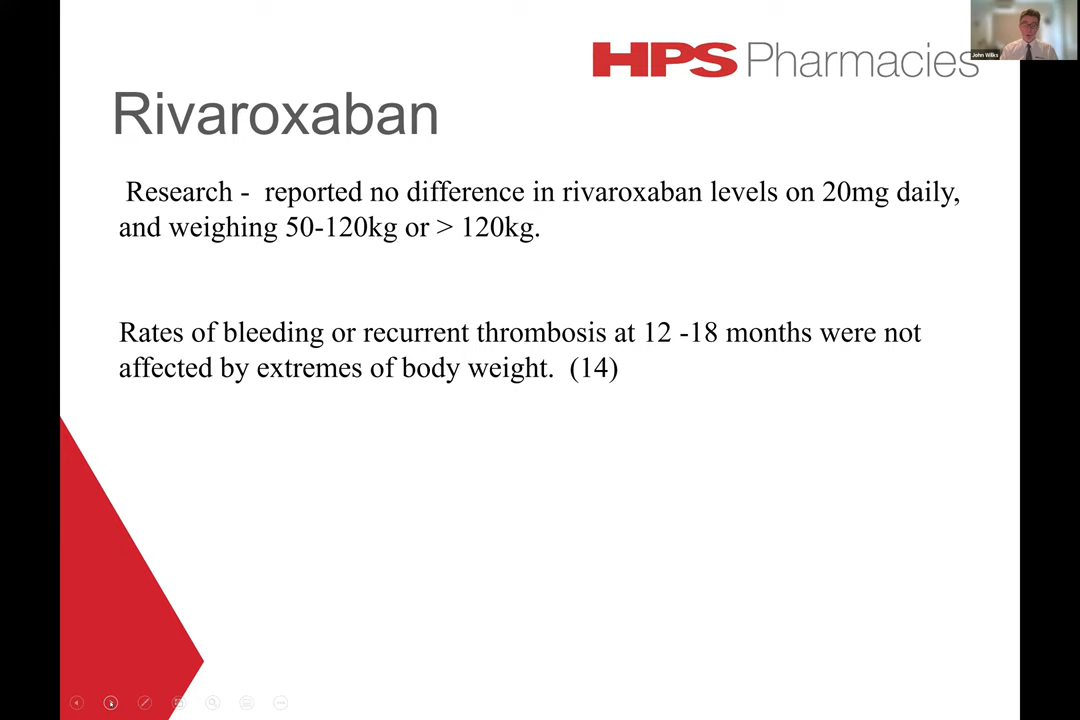 John Wilks
HPS Pharmacies
Rivaroxaban
Research - reported no difference in rivaroxaban levels on 20mg daily,
and weighing 50-120kg or > 120kg.
Rates of bleeding or recurrent thrombosis at 12 -18 months were not
affected by extremes of body weight. (14)